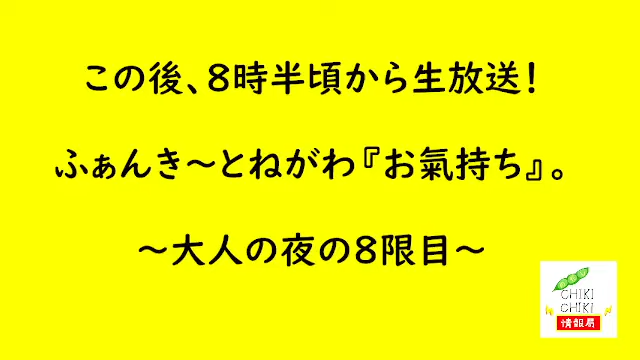 この後、8時半頃から生放送！
ふぁんき～とねがわ『お氣持ち』。
～大人の夜の8限目～
CHIKI
CHIKI
情報局